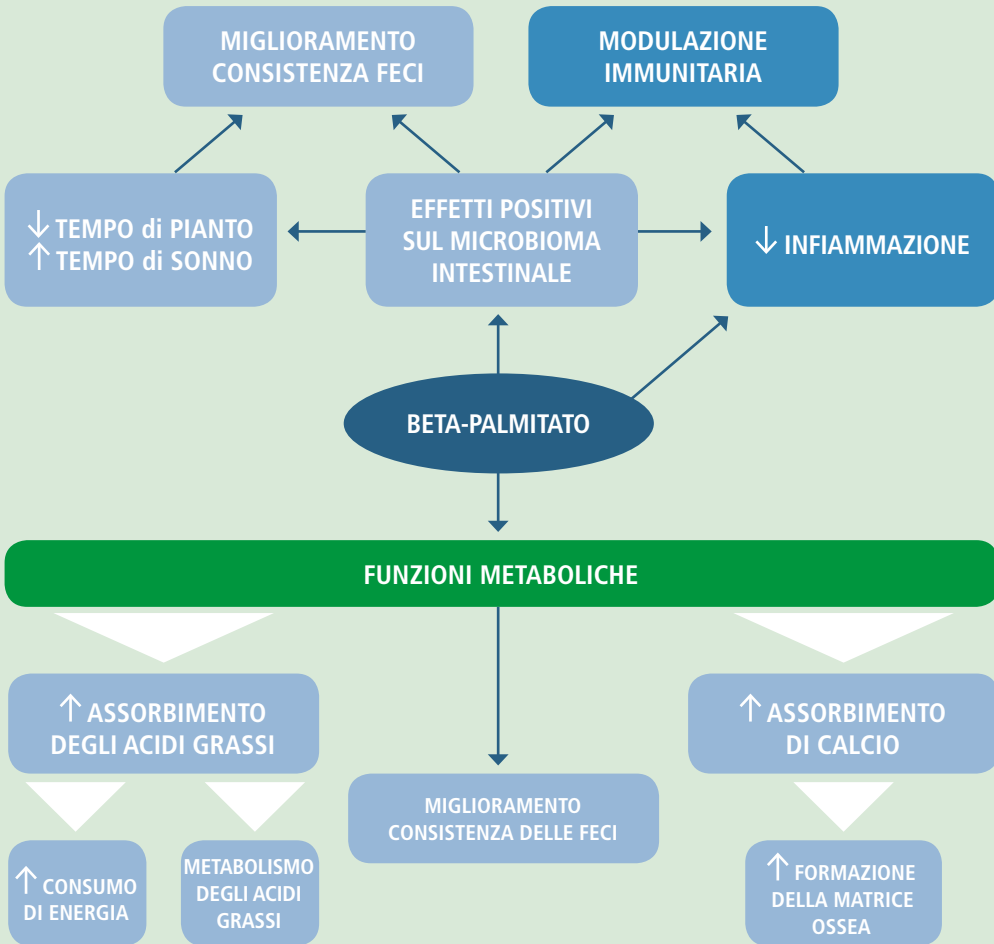 MIGLIORAMENTO
CONSISTENZA FECI
MODULAZIONE
IMMUNITARIA
↓ TEMPO di PIANTO
↑ TEMPO di SONNO
EFFETTI POSITIVI
SUL MICROBIOMA
INTESTINALE
↓ INFIAMMAZIONE
BETA-PALMITATO
FUNZIONI METABOLICHE
↑ ASSORBIMENTO
DEGLI ACIDI GRASSI
↑ ASSORBIMENTO
DI CALCIO
MIGLIORAMENTO
CONSISTENZA DELLE FECI
↑ CONSUMO
DI ENERGIA
METABOLISMO
DEGLI ACIDI
GRASSI
↑ FORMAZIONE
DELLA MATRICE
OSSEA